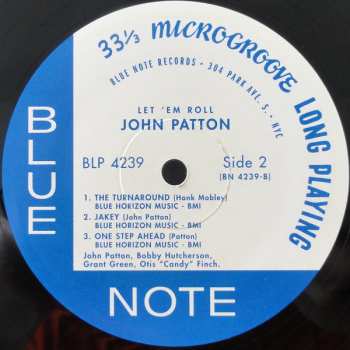 33⅓ MICROGROOVE LONG PLAYING
BLUE NOTE RECORDS • 304 PARK AVE. S. • NYC
LET 'EM ROLL
JOHN PATTON
BLP 4239
Side 2
(BN 4239-B)
1. THE TURNAROUND (Hank Mobley)
BLUE HORIZON MUSIC - BMI
2. JAKEY (John Patton)
BLUE HORIZON MUSIC - BMI
3. ONE STEP AHEAD (Patton)
BLUE HORIZON MUSIC - BMI
John Patton, Bobby Hutcherson,
Grant Green, Otis "Candy" Finch.
BLUE
NOTE